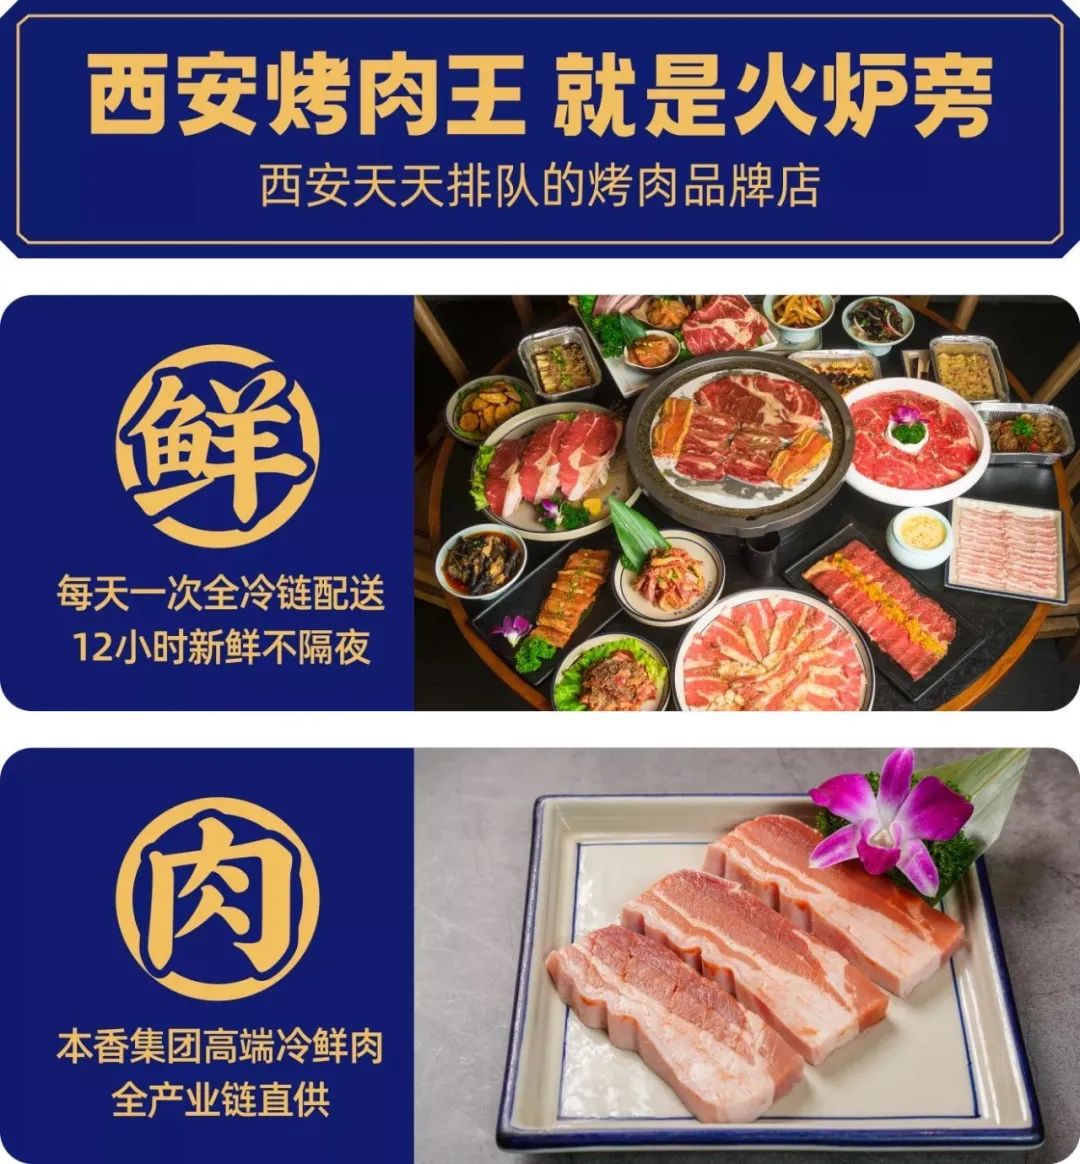 西安烤肉王 就是火炉旁
西安天天排队的烤肉品牌店
鲜
每天一次全冷链配送
12小时新鲜不隔夜
肉
本香集团高端冷鲜肉
全产业链直供